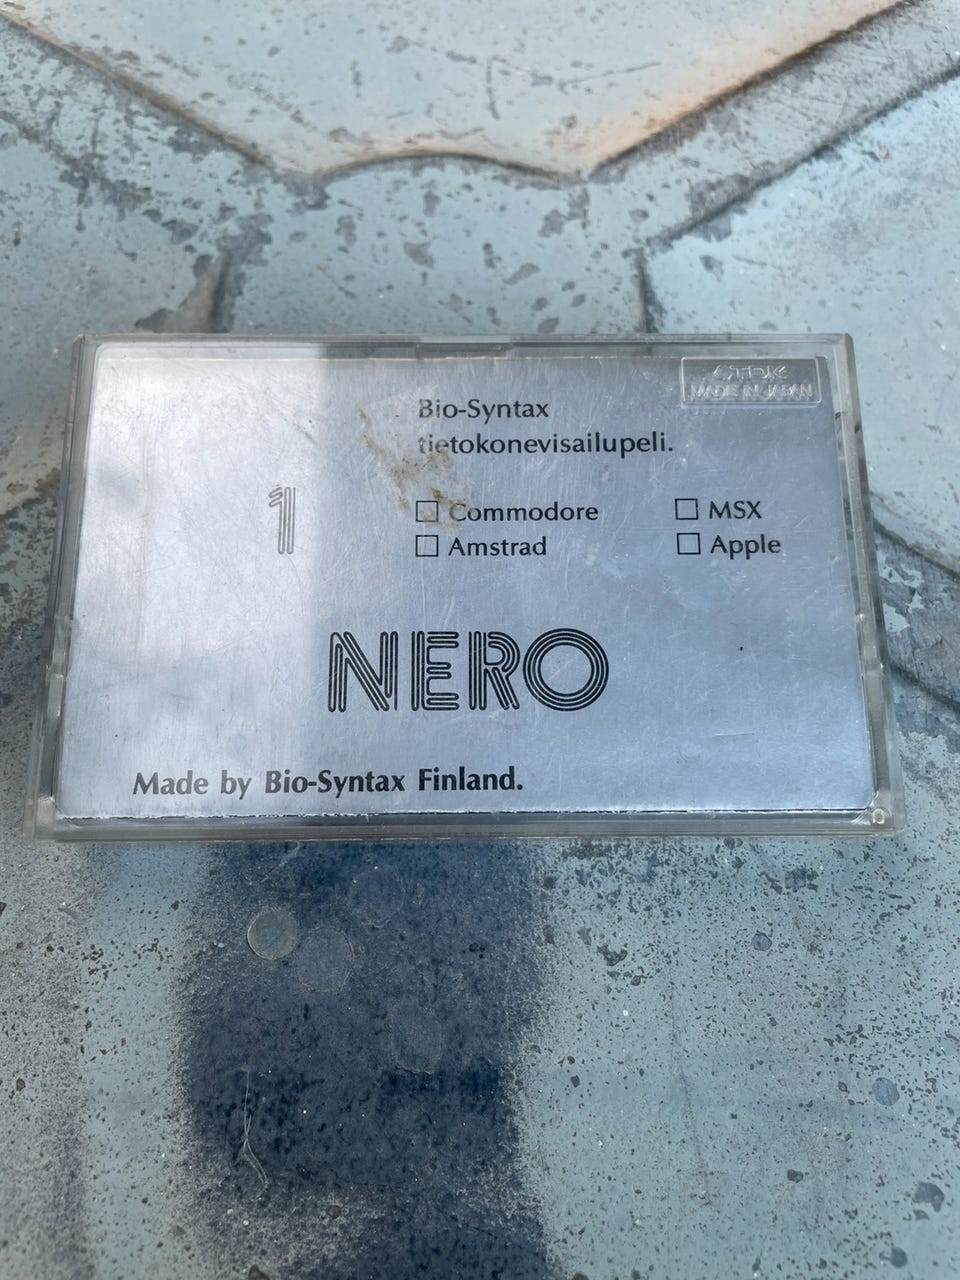 TDK
MADE IN JAPAN
Bio-Syntax
tietokonevisailupeli.
1
☐ Commodore ☐ MSX
☐ Amstrad ☐ Apple
NERO
Made by Bio-Syntax Finland.